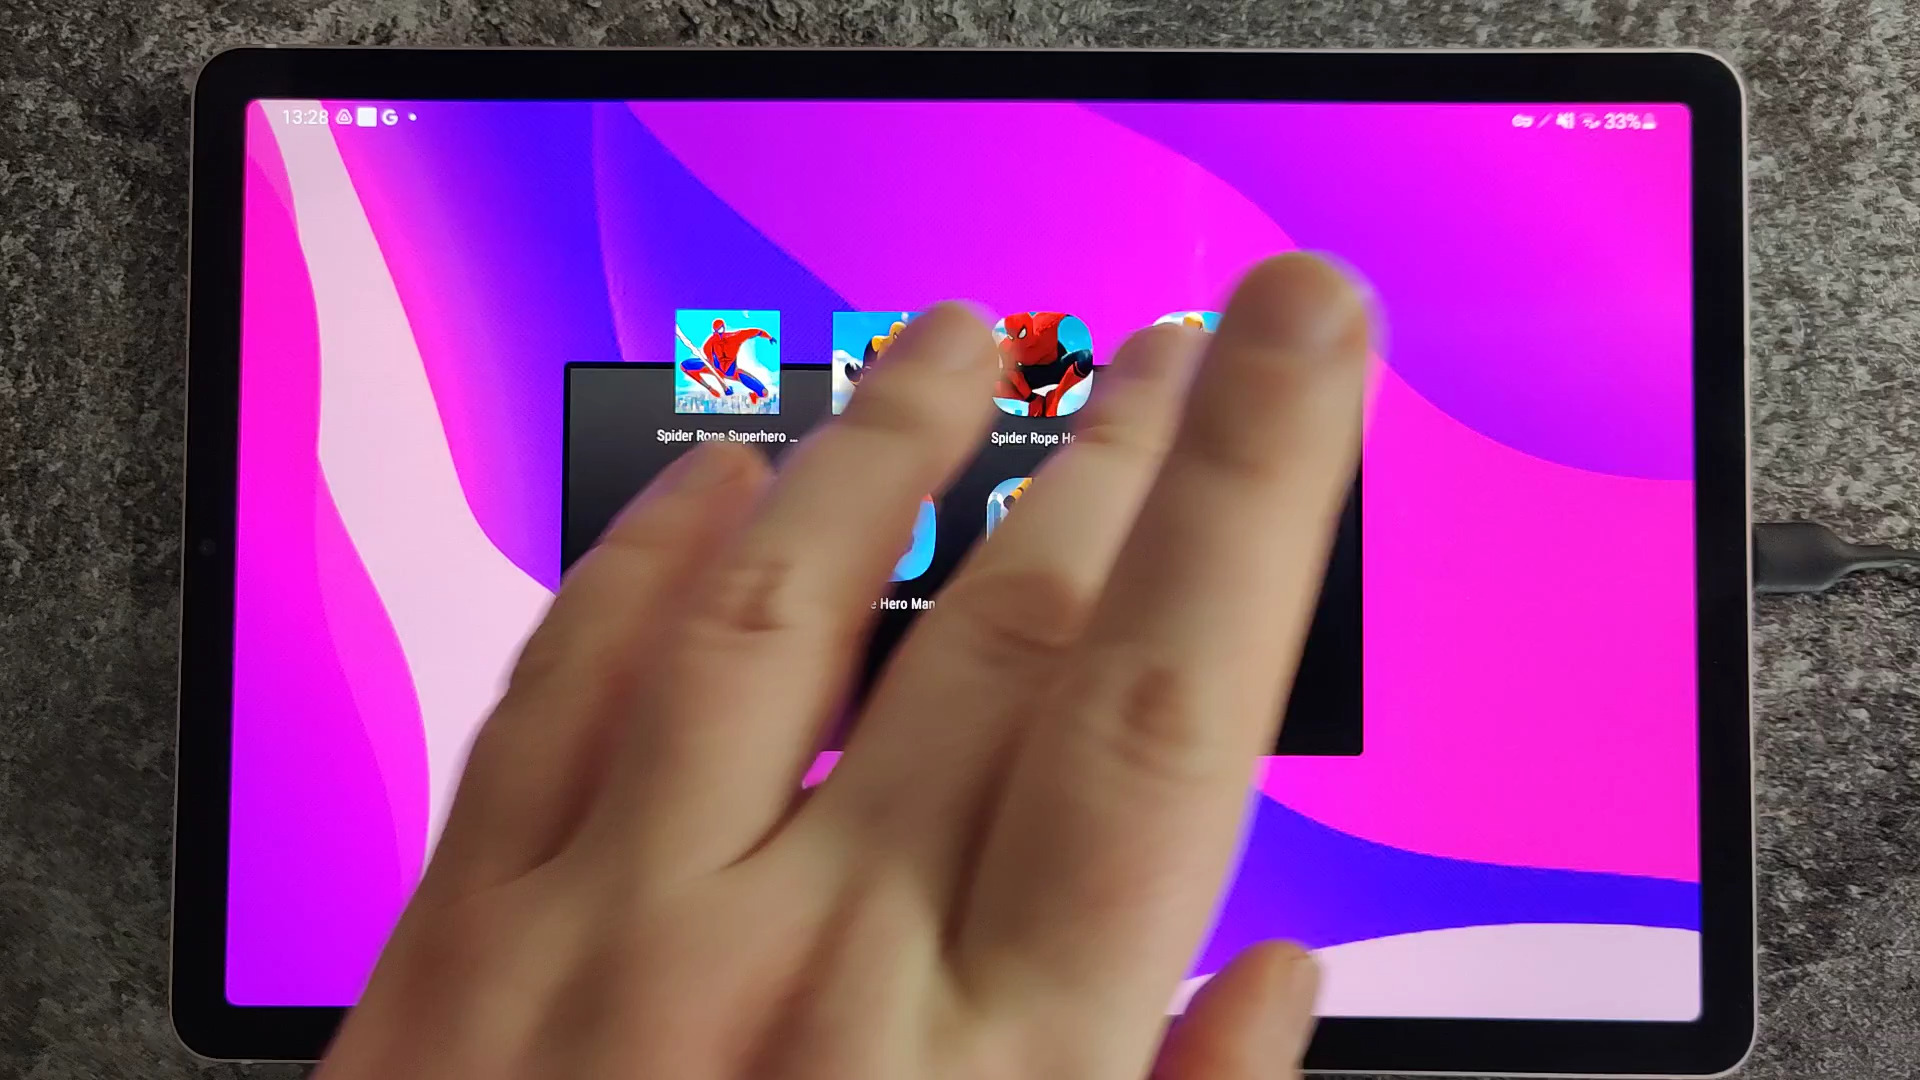 13:28 G
33%
Spider Rope Superhero ...
Spider Rope He
e Hero Man